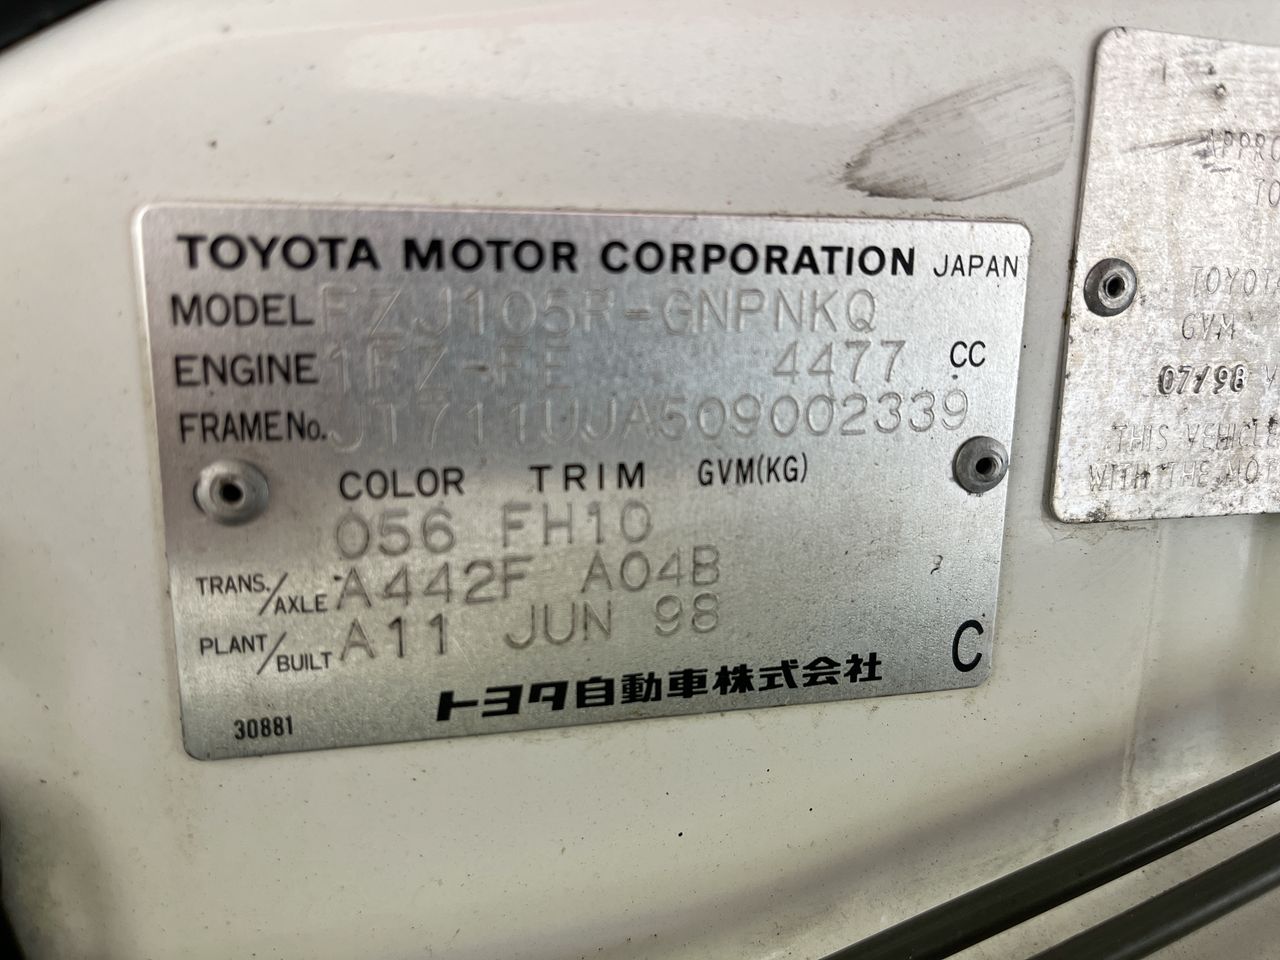 TOYOTA MOTOR CORPORATION JAPAN
MODEL FZJ105R-GNPNKQ
ENGINE 1FZ-FE 4477 CC
FRAME No. JT711UJA509002339
COLOR TRIM GVM(KG)
056 FH10
TRANS./AXLE A442F A04B
PLANT/BUILT A11 JUN 98
C
トヨタ自動車株式会社
30881
TOYOTA
GVM
07/98
THIS VEHICLE
WITH THE MOT